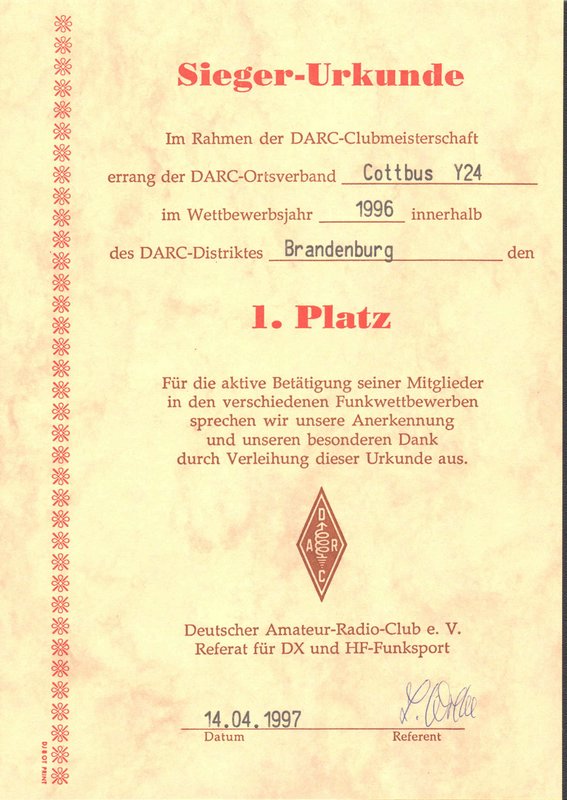 Sieger-Urkunde
Im Rahmen der DARC-Clubmeisterschaft
errang der DARC-Ortsverband Cottbus Y24
im Wettbewerbsjahr 1996 innerhalb
des DARC-Distriktes Brandenburg den
1. Platz
Für die aktive Betätigung seiner Mitglieder
in den verschiedenen Funkwettbewerben
sprechen wir unsere Anerkennung
und unseren besonderen Dank
durch Verleihung dieser Urkunde aus.
D
A R
C
Deutscher Amateur-Radio-Club e. V.
Referat für DX und HF-Funksport
14.04.1997
Datum Referent